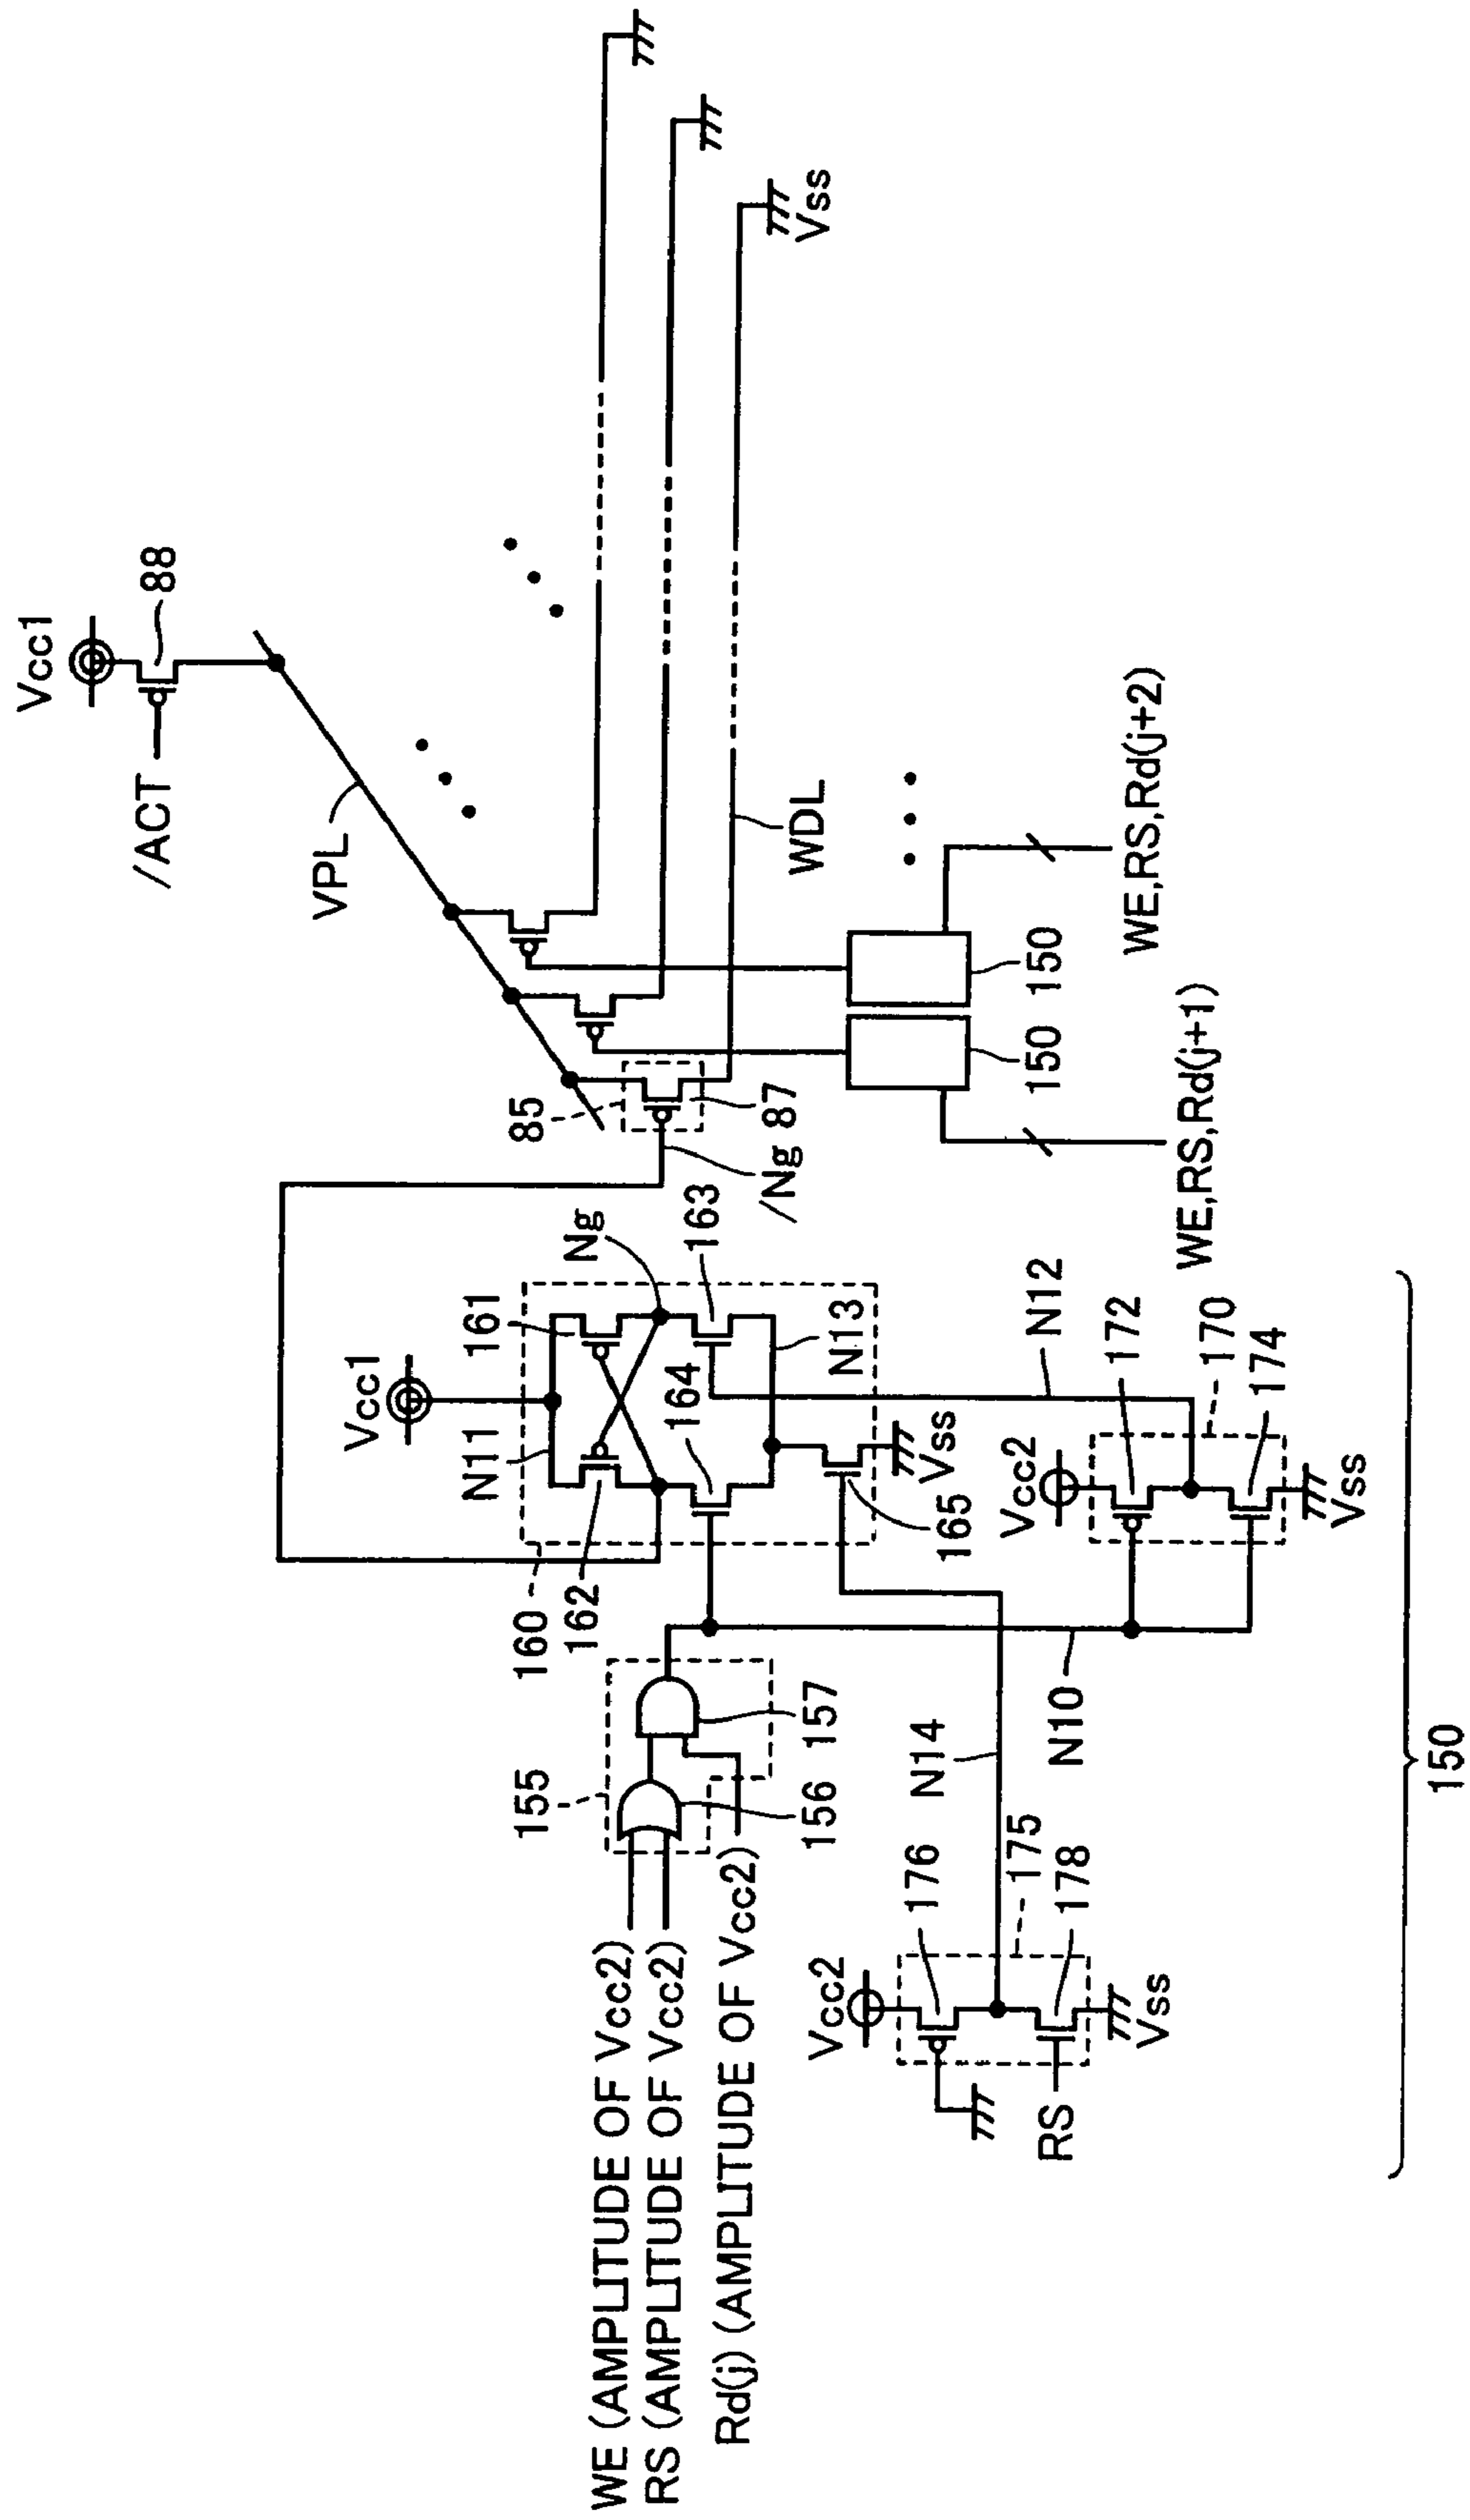 Vcc1
/ACT
88
VPL
85
87
/Ng
WDL
Vss
150
150
WE,RS,Rd(j+1)
WE,RS,Rd(j+2)
Vcc1
N11
161
Ng
160
162
164
163
N13
165
Vss
N12
155
156
157
WE (AMPLITUDE OF Vcc2)
RS (AMPLITUDE OF Vcc2)
Rd(j) (AMPLITUDE OF Vcc2)
N14
N10
Vcc2
172
170
174
Vss
Vcc2
176
175
178
RS
Vss
150